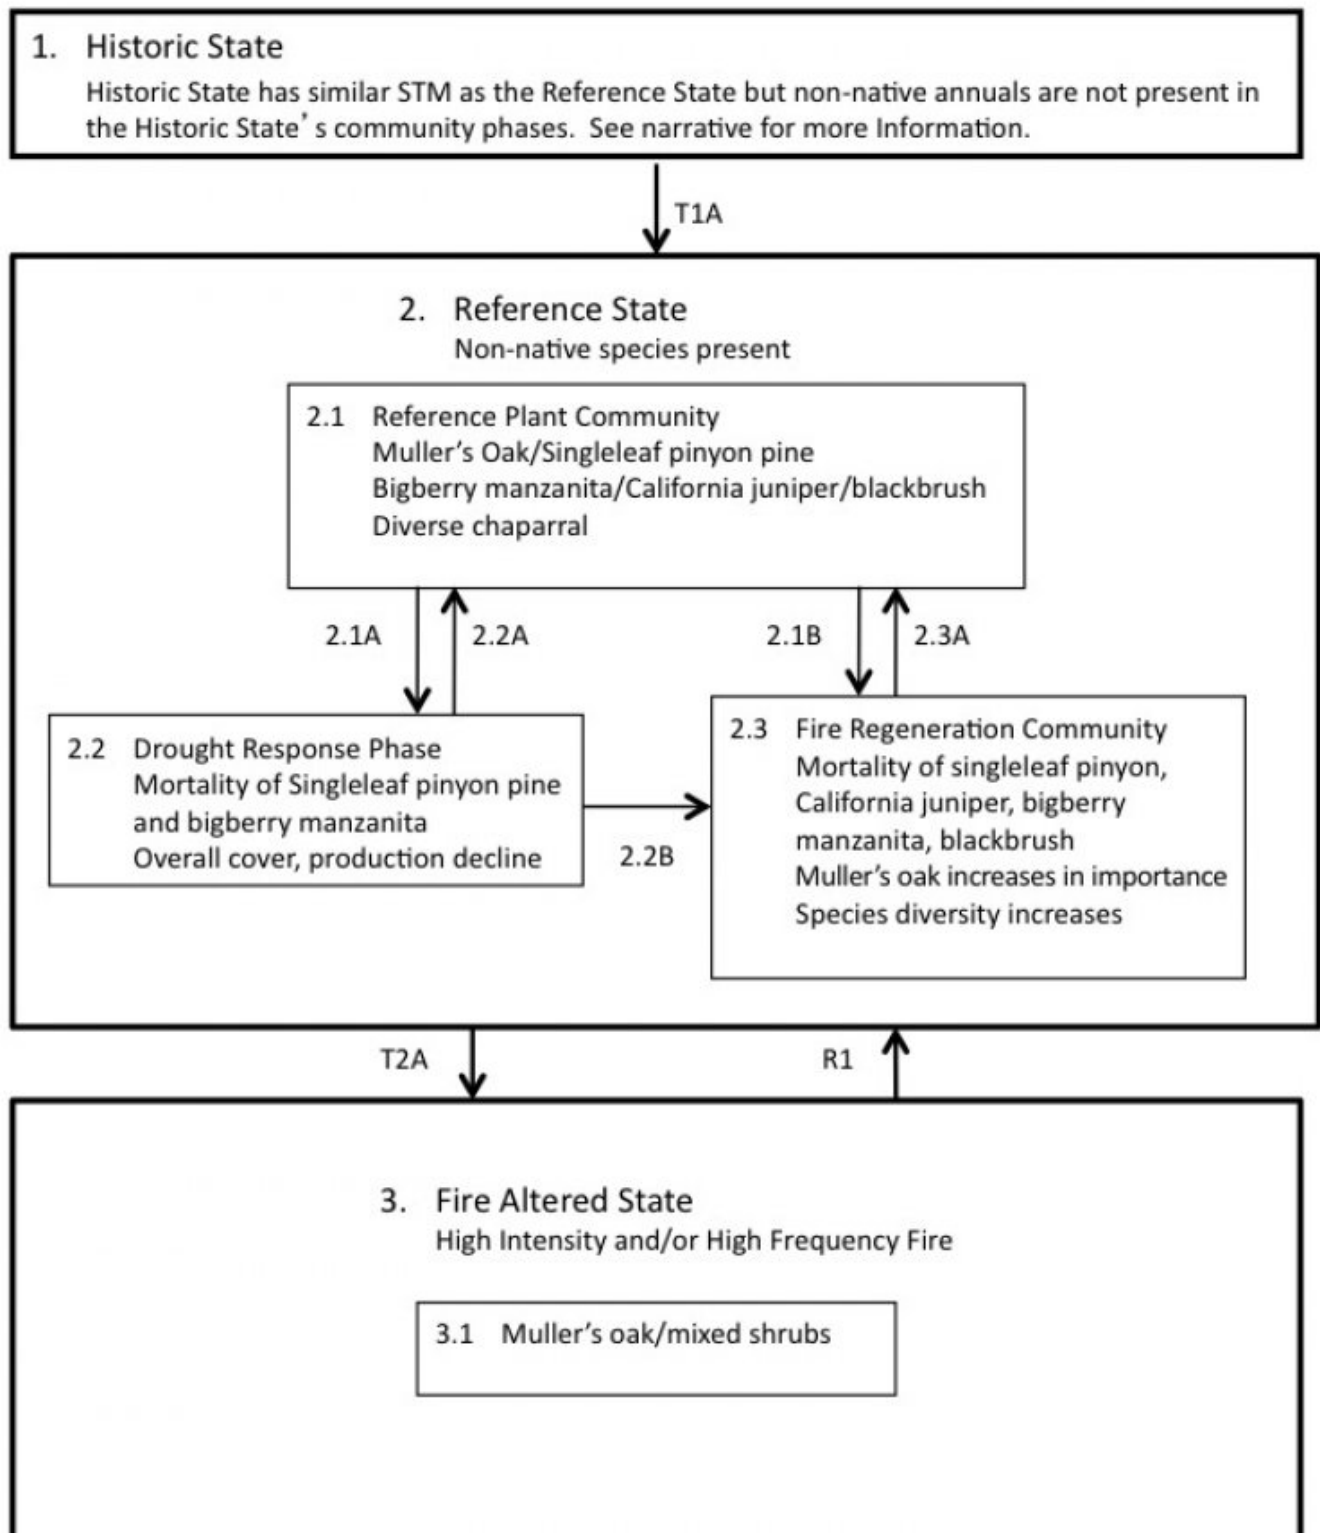 1. Historic State
Historic State has similar STM as the Reference State but non-native annuals are not present in
the Historic State's community phases. See narrative for more Information.
T1A
2. Reference State
Non-native species present
2.1 Reference Plant Community
Muller's Oak/Singleleaf pinyon pine
Bigberry manzanita/California juniper/blackbrush
Diverse chaparral
2.1A
2.2A
2.1B
2.3A
2.2 Drought Response Phase
Mortality of Singleleaf pinyon pine
and bigberry manzanita
Overall cover, production decline
2.2B
2.3 Fire Regeneration Community
Mortality of singleleaf pinyon,
California juniper, bigberry
manzanita, blackbrush
Muller's oak increases in importance
Species diversity increases
T2A
R1
3. Fire Altered State
High Intensity and/or High Frequency Fire
3.1 Muller's oak/mixed shrubs